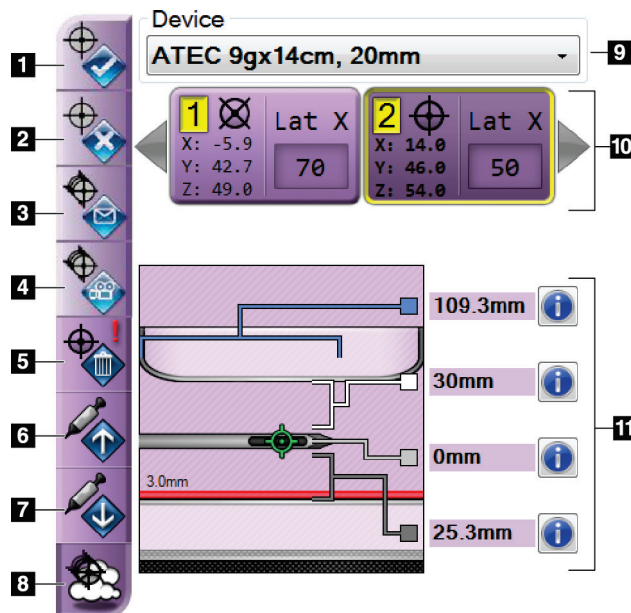 Device
1
ATEC 9gx14cm, 20mm
9
2
1
Lat X
X: -5.9
Y: 42.7
Z: 49.0
70
2
Lat X
X: 14.0
Y: 46.0
Z: 54.0
50
10
3
4
109.3mm
5
!
30mm
6
0mm
11
7
3.0mm
25.3mm
8